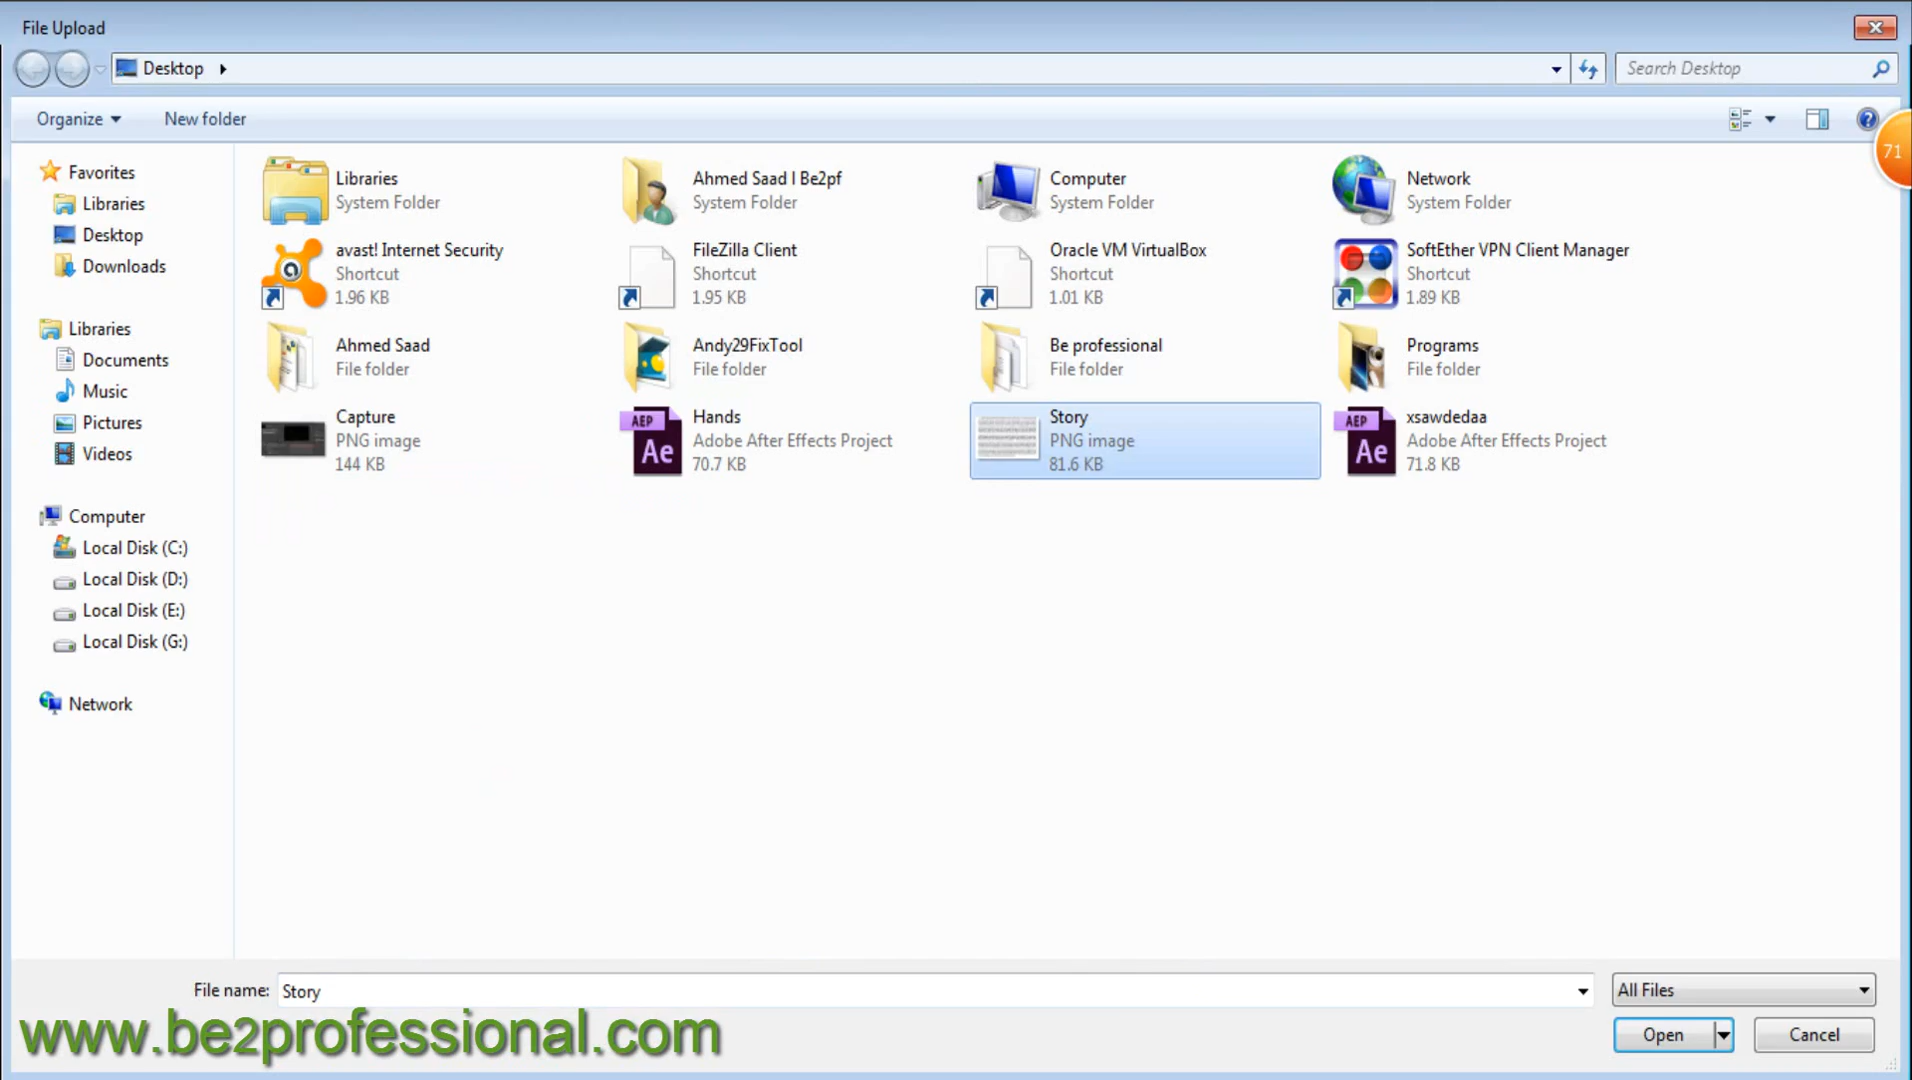 File Upload
Desktop
Search Desktop
Organize
New folder
71
Favorites
Libraries
Desktop
Downloads
Libraries
Documents
Music
Pictures
Videos
Computer
Local Disk (C:)
Local Disk (D:)
Local Disk (E:)
Local Disk (G:)
Network
Libraries
System Folder
Ahmed Saad l Be2pf
System Folder
Computer
System Folder
Network
System Folder
avast! Internet Security
Shortcut
1.96 KB
FileZilla Client
Shortcut
1.95 KB
Oracle VM VirtualBox
Shortcut
1.01 KB
SoftEther VPN Client Manager
Shortcut
1.89 KB
Ahmed Saad
File folder
Andy29FixTool
File folder
Be professional
File folder
Programs
File folder
Capture
PNG image
144 KB
AEP
Ae
Hands
Adobe After Effects Project
70.7 KB
Story
PNG image
81.6 KB
AEP
Ae
xsawdedaa
Adobe After Effects Project
71.8 KB
File name: Story
All Files
Open
Cancel
www.be2professional.com